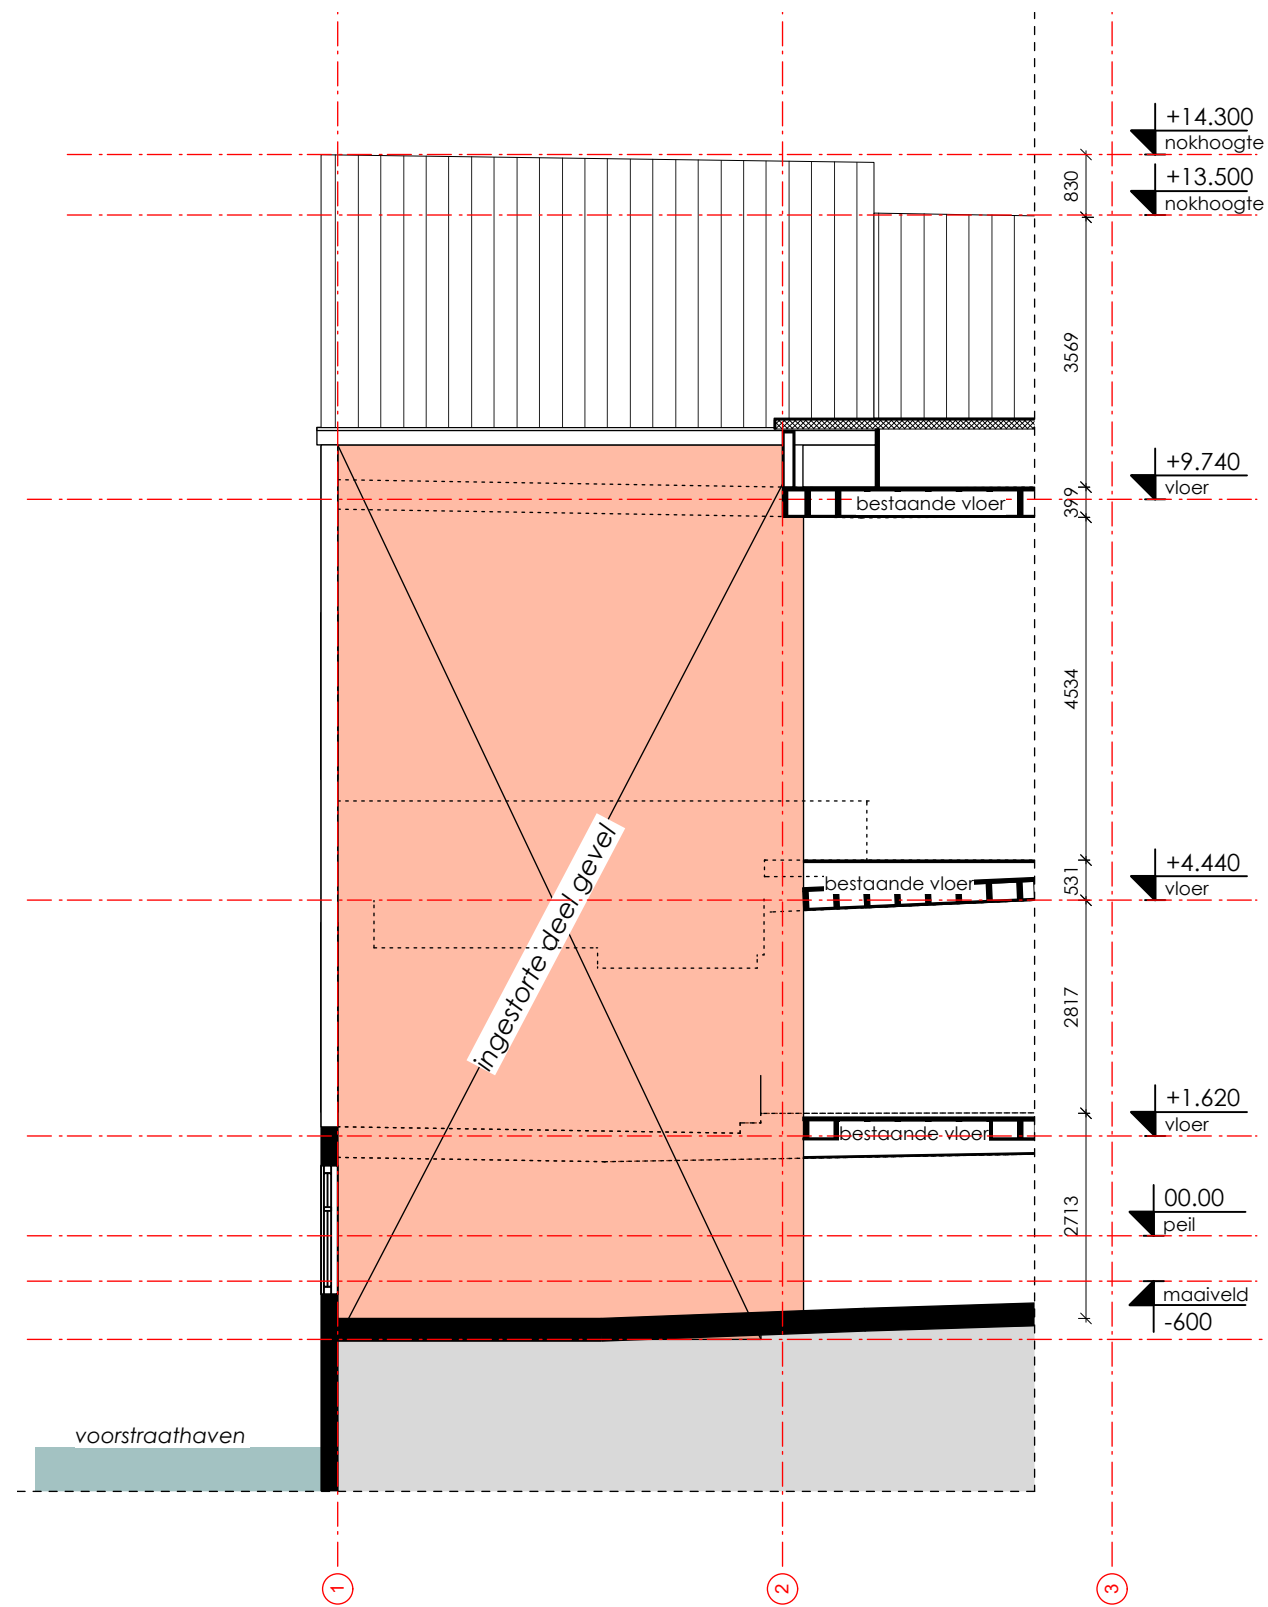 +14.300
nokhoogte
830
+13.500
nokhoogte
3569
+9.740
vloer
399
bestaande vloer
4534
ingestorte deel gevel
+4.440
vloer
531
bestaande vloer
2817
+1.620
vloer
bestaande vloer
00.00
peil
2713
maaiveld
-600
voorstraathaven
1
2
3